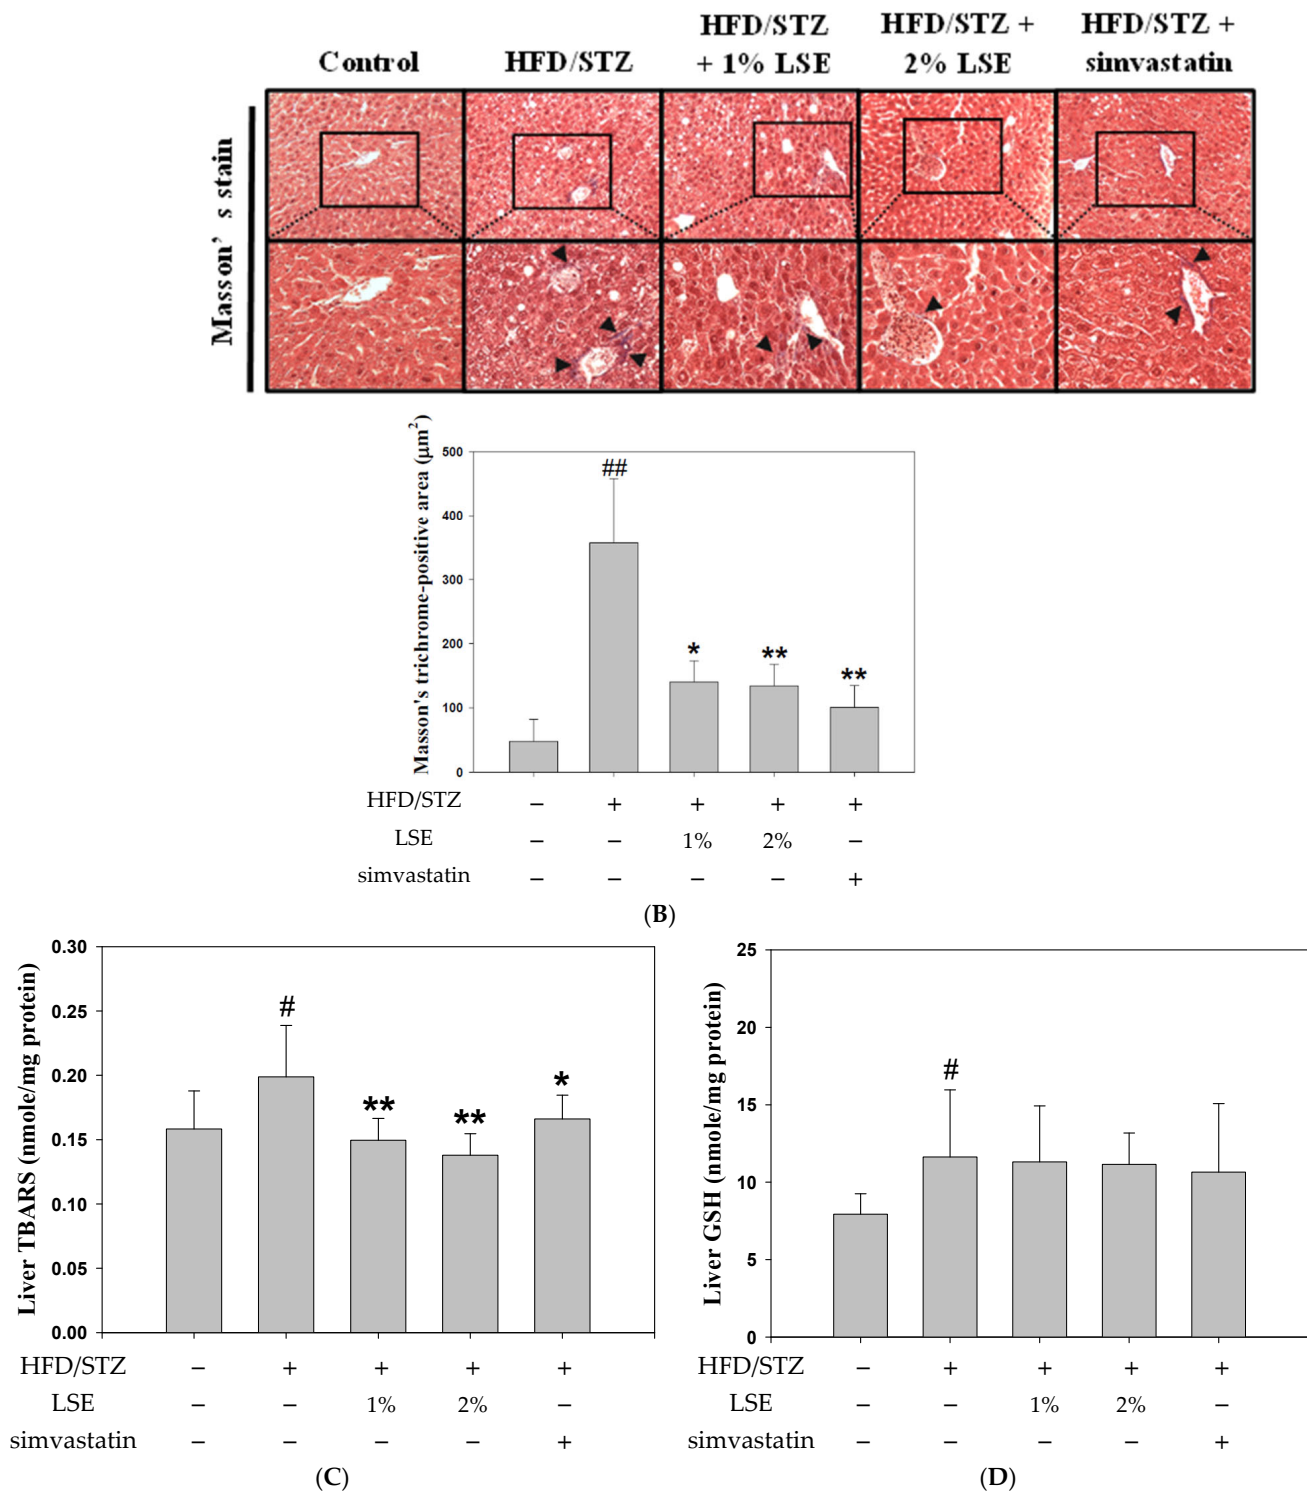 Control
HFD/STZ
HFD/STZ
+ 1% LSE
HFD/STZ +
2% LSE
HFD/STZ +
simvastatin
Masson's stain
Masson's trichrome-positive area (μm²)
500
400
300
200
100
0
##
*
**
**
HFD/STZ – + + + +
LSE – – 1% 2% –
simvastatin – – – – +
(B)
Liver TBARS (nmole/mg protein)
0.30
0.25
0.20
0.15
0.10
0.05
0.00
#
**
**
*
HFD/STZ – + + + +
LSE – – 1% 2% –
simvastatin – – – – +
(C)
Liver GSH (nmole/mg protein)
25
20
15
10
5
0
#
HFD/STZ – + + + +
LSE – – 1% 2% –
simvastatin – – – – +
(D)